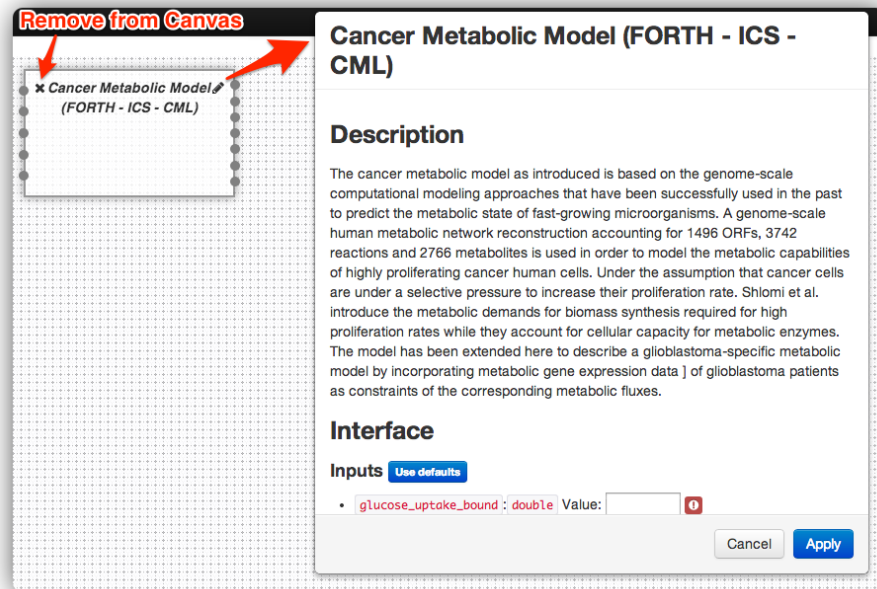 Remove from Canvas
✖ Cancer Metabolic Model
(FORTH - ICS - CML)
Cancer Metabolic Model (FORTH - ICS -
CML)
Description
The cancer metabolic model as introduced is based on the genome-scale
computational modeling approaches that have been successfully used in the past
to predict the metabolic state of fast-growing microorganisms. A genome-scale
human metabolic network reconstruction accounting for 1496 ORFs, 3742
reactions and 2766 metabolites is used in order to model the metabolic capabilities
of highly proliferating cancer human cells. Under the assumption that cancer cells
are under a selective pressure to increase their proliferation rate. Shlomi et al.
introduce the metabolic demands for biomass synthesis required for high
proliferation rates while they account for cellular capacity for metabolic enzymes.
The model has been extended here to describe a glioblastoma-specific metabolic
model by incorporating metabolic gene expression data ] of glioblastoma patients
as constraints of the corresponding metabolic fluxes.
Interface
Inputs Use defaults
• glucose_uptake_bound : double Value:
Cancel Apply